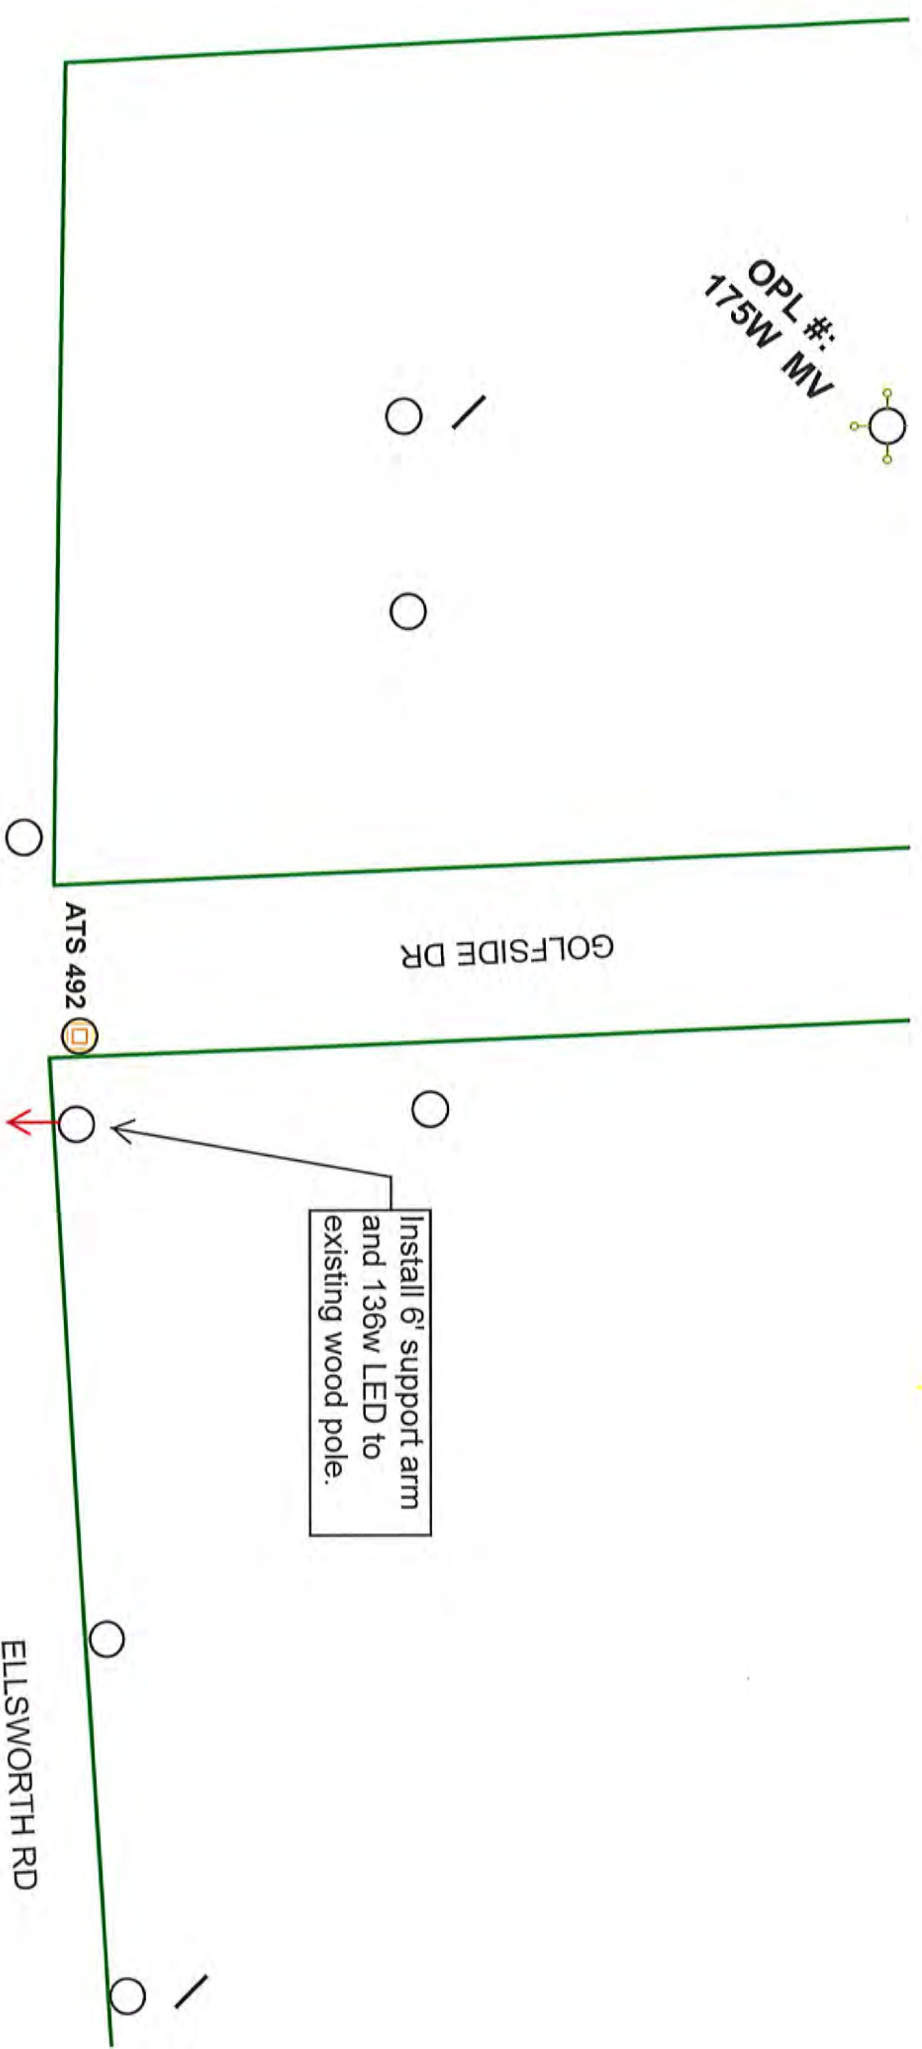 OPL #:
175W MV
GOLFSIDE DR
ATS 492
Install 6' support arm
and 136w LED to
existing wood pole.
ELLSWORTH RD